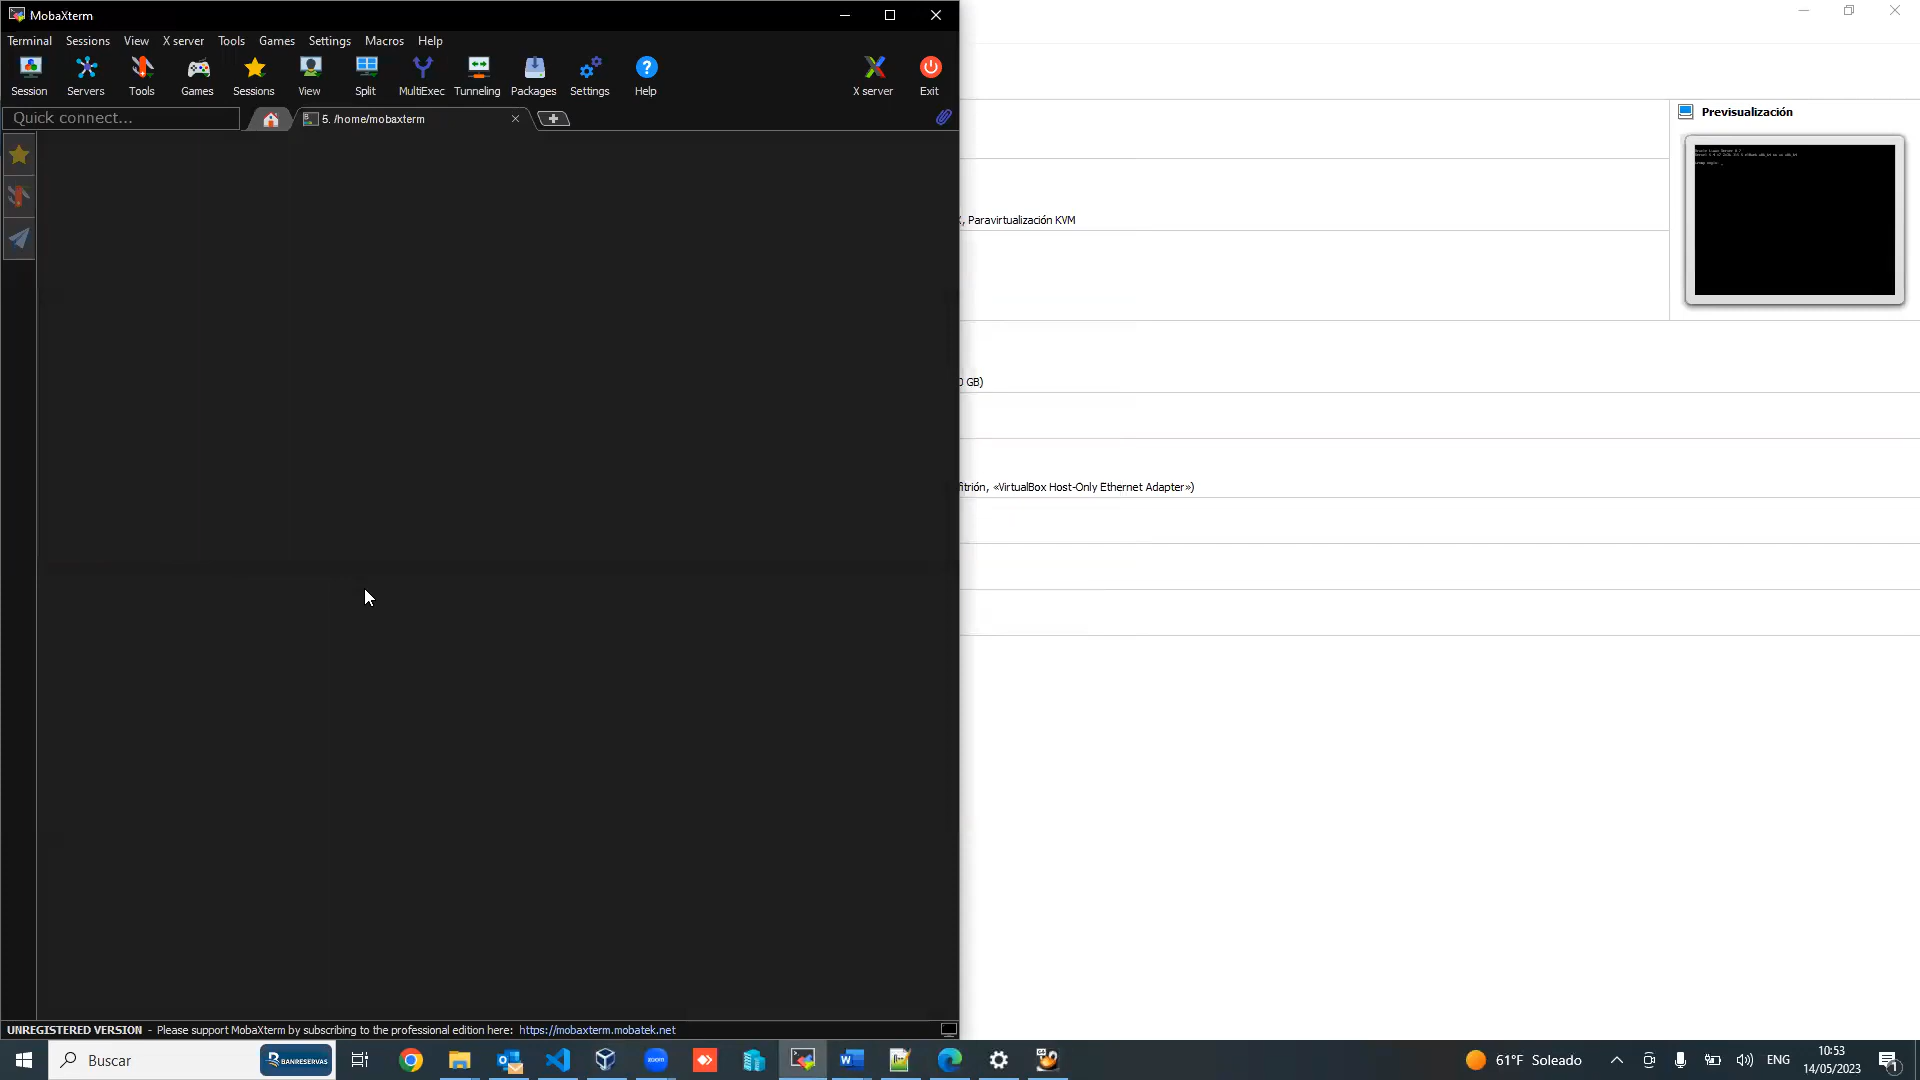 MobaXterm
Terminal Sessions View X server Tools Games Settings Macros Help
Session Servers Tools Games Sessions View Split MultiExec Tunneling Packages Settings Help X server Exit
Quick connect...
5. /home/mobaxterm
Previsualización
, Paravirtualización KVM
GB)
fitrión, «VirtualBox Host-Only Ethernet Adapter»)
UNREGISTERED VERSION - Please support MobaXterm by subscribing to the professional edition here: https://mobaxterm.mobatek.net
Buscar
BANRESERVAS
zoom
61°F Soleado
ENG
10:53
14/05/2023
1